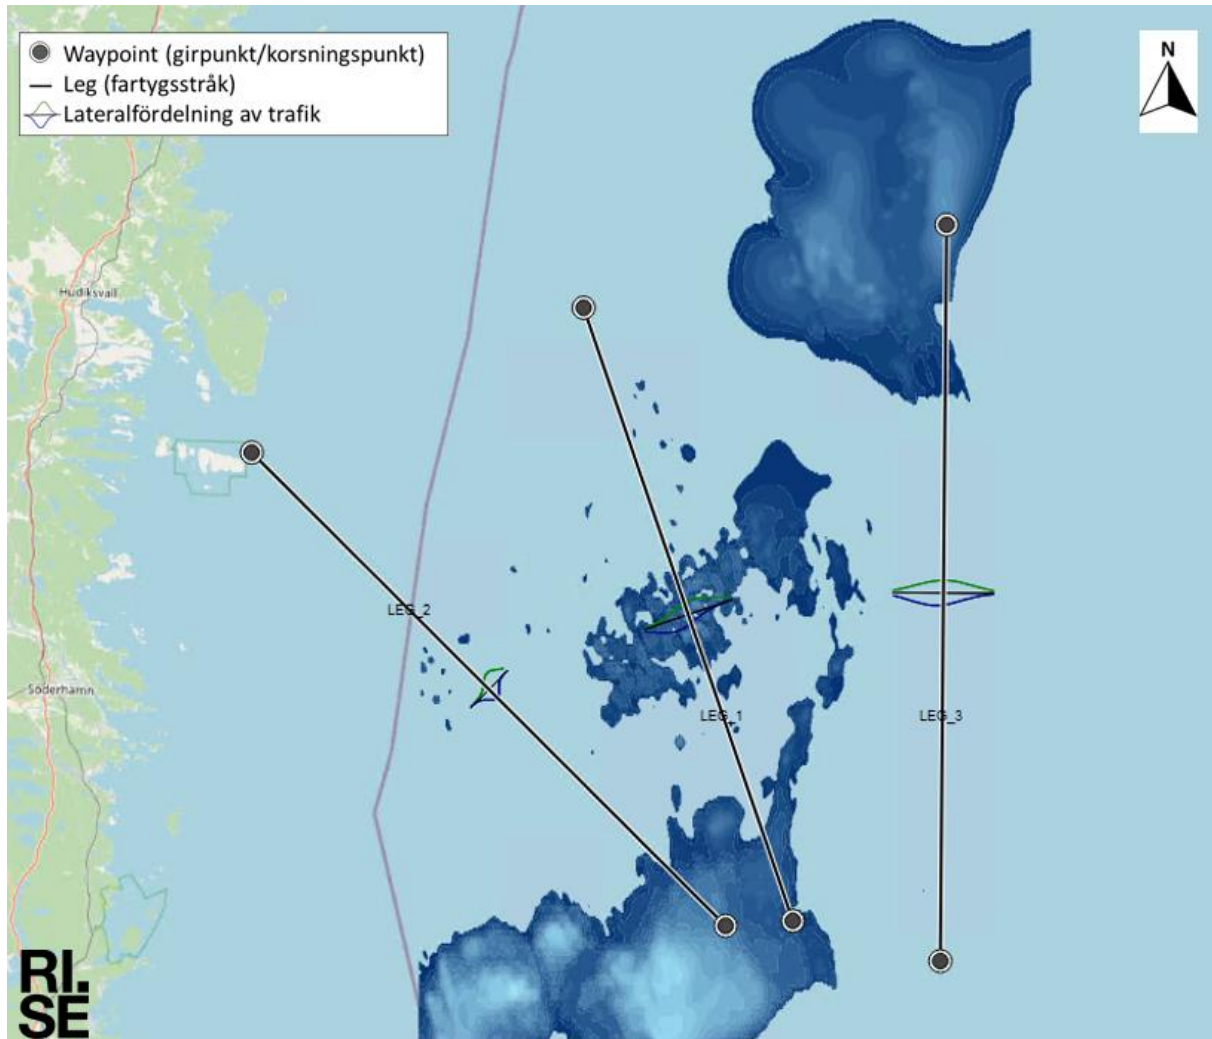 Waypoint (girpunkt/korsningspunkt)
Leg (fartygsstråk)
Lateralfördelning av trafik
N
Hudiksvall
LEG_2
Söderhamn
LEG_1
LEG_3
RI.
SE